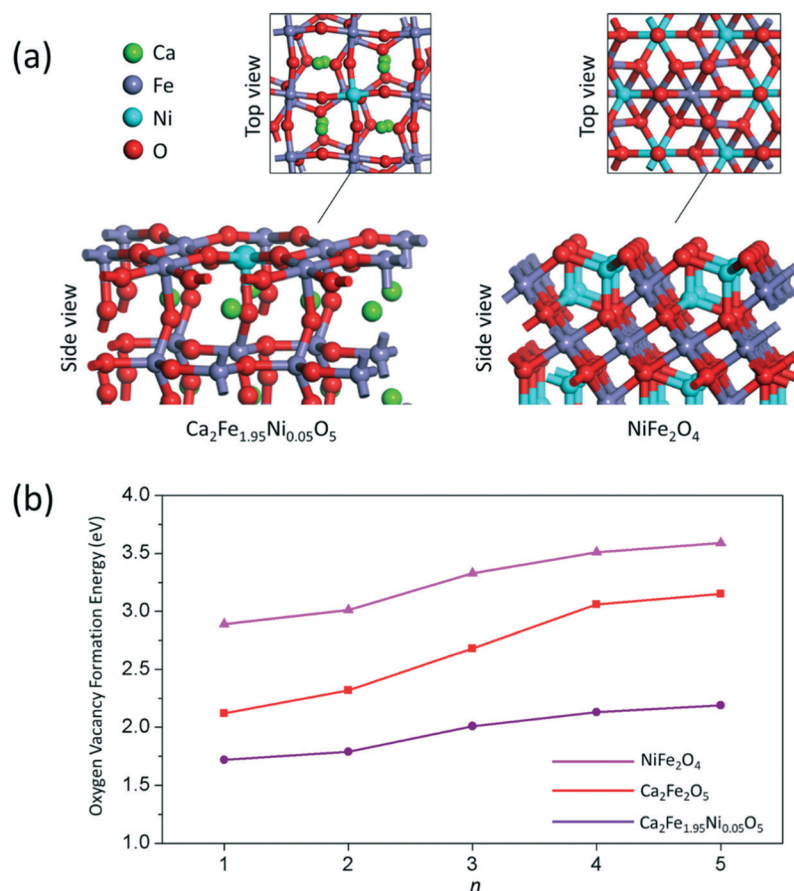 (a)
Ca
Fe
Ni
O
Top view
Top view
Side view
Side view
Ca₂Fe₁.₉₅Ni₀.₀₅O₅
NiFe₂O₄
(b)
Oxygen Vacancy Formation Energy (eV)
4.0
3.5
3.0
2.5
2.0
1.5
1.0
NiFe₂O₄
Ca₂Fe₂O₅
Ca₂Fe₁.₉₅Ni₀.₀₅O₅
1 2 3 4 5
n